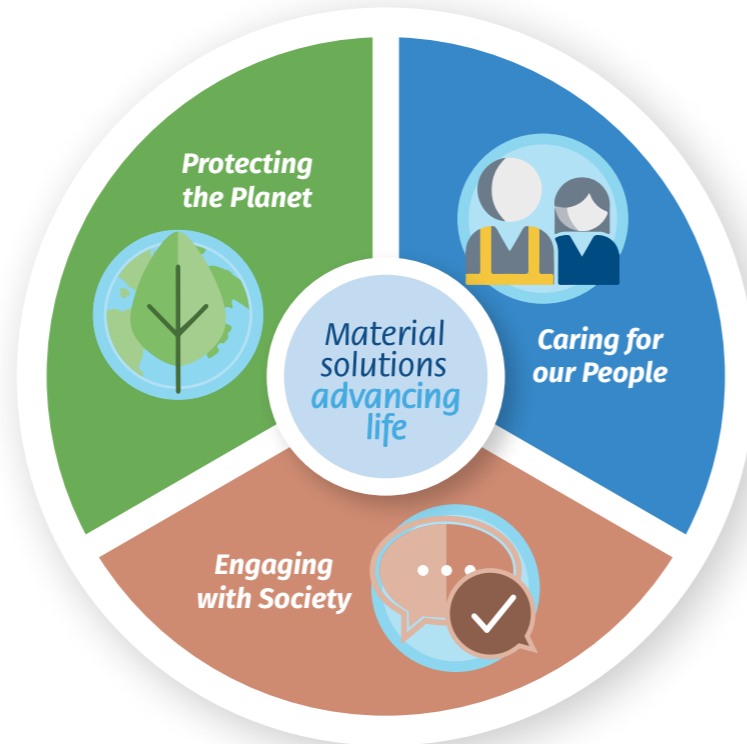 Protecting
the Planet
Caring for
our People
Material
solutions
advancing
life
Engaging
with Society